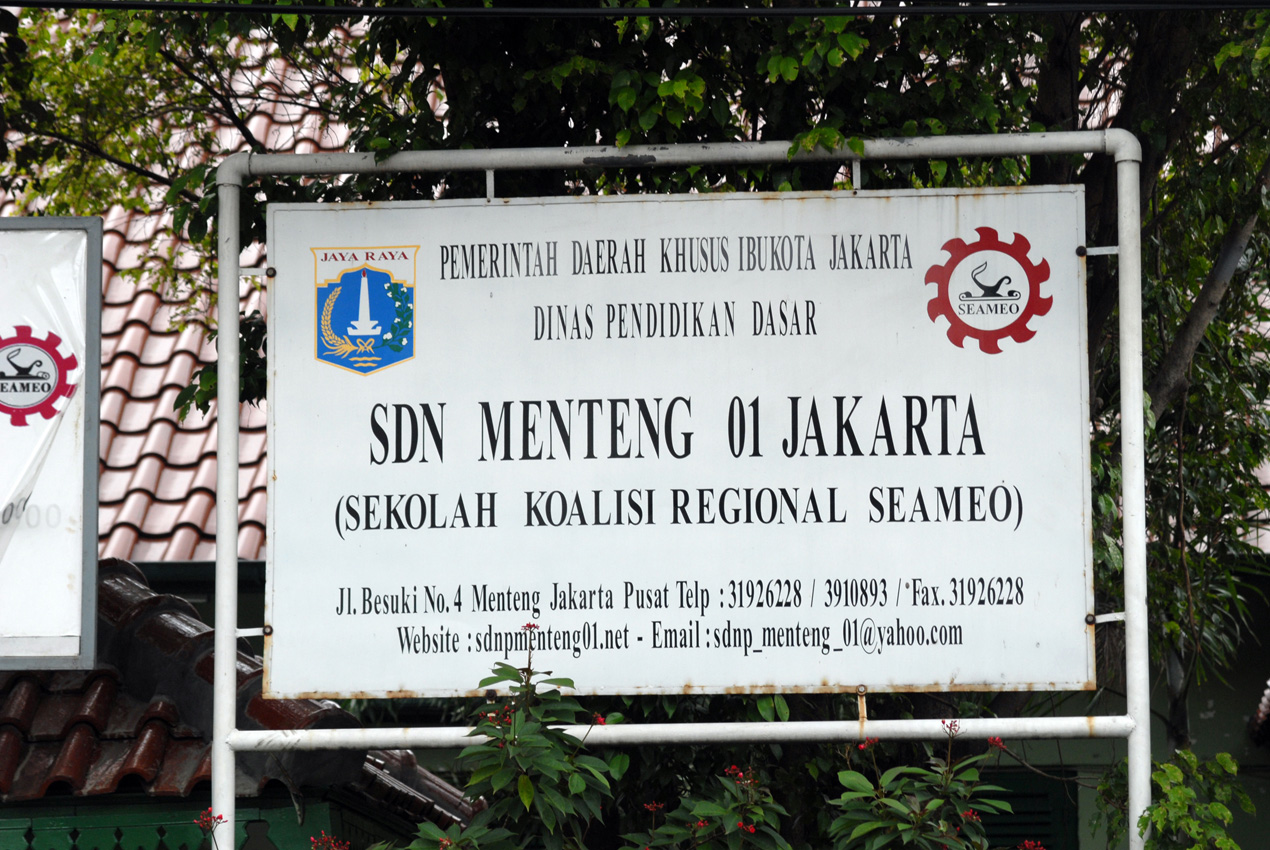 JAYA RAYA
PEMERINTAH DAERAH KHUSUS IBUKOTA JAKARTA
DINAS PENDIDIKAN DASAR
SEAMEO
SDN MENTENG 01 JAKARTA
(SEKOLAH KOALISI REGIONAL SEAMEO)
Jl. Besuki No. 4 Menteng Jakarta Pusat Telp : 31926228 / 3910893 / Fax. 31926228
Website : sdnpmenteng01.net - Email : sdnp_menteng_01@yahoo.com
SEAMEO